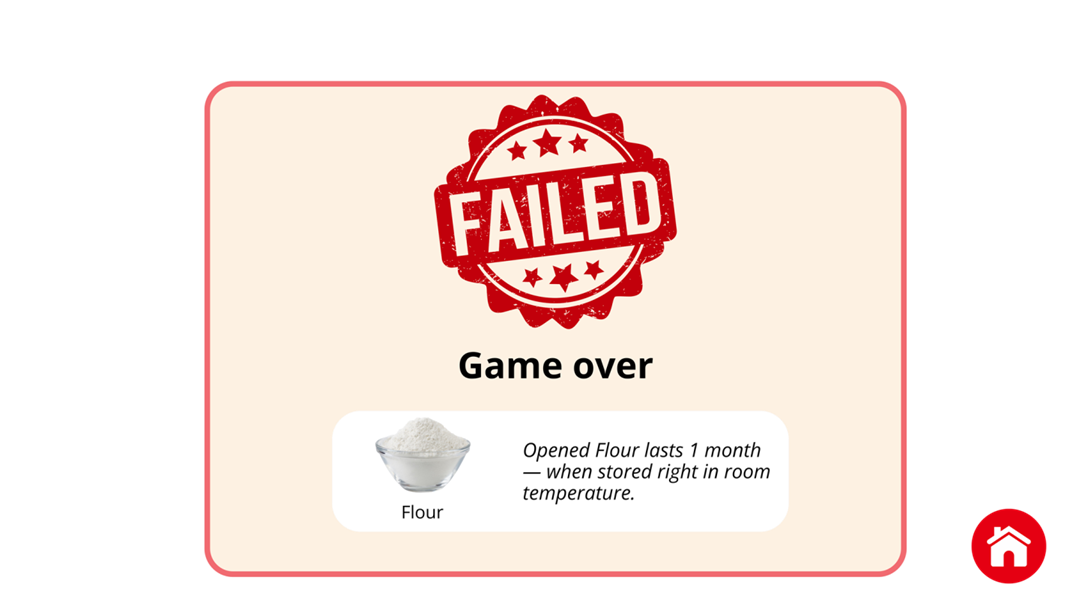 FAILED
Game over
Opened Flour lasts 1 month
— when stored right in room
temperature.
Flour